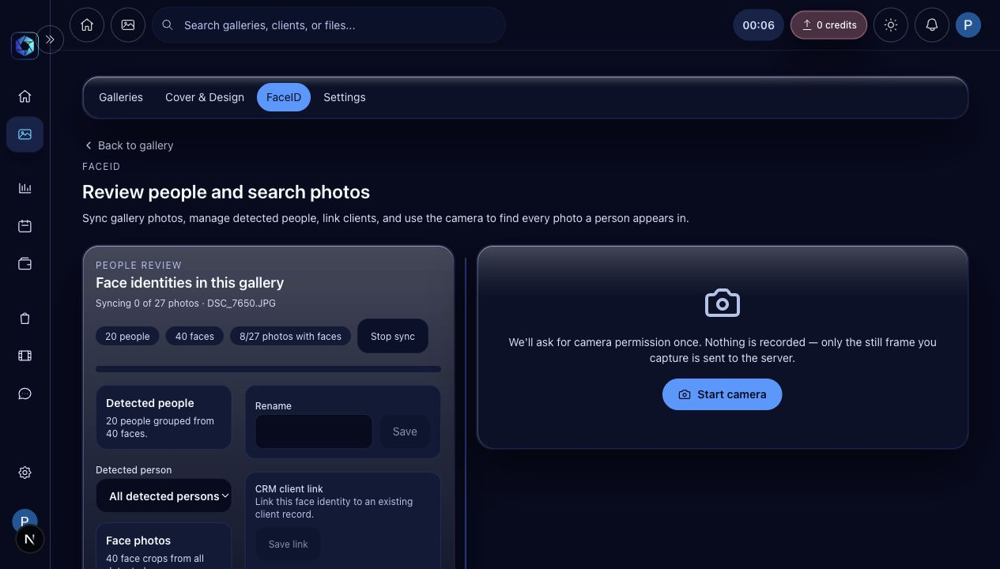 Search galleries, clients, or files...
00:06
0 credits
P
Galleries
Cover & Design
FaceID
Settings
Back to gallery
FACEID
Review people and search photos
Sync gallery photos, manage detected people, link clients, and use the camera to find every photo a person appears in.
PEOPLE REVIEW
Face identities in this gallery
Syncing 0 of 27 photos · DSC_7650.JPG
20 people
40 faces
8/27 photos with faces
Stop sync
Detected people
20 people grouped from
40 faces.
Detected person
All detected persons
Face photos
40 face crops from all
Rename
Save
CRM client link
Link this face identity to an existing
client record.
Save link
We'll ask for camera permission once. Nothing is recorded — only the still frame you
capture is sent to the server.
Start camera
P
N